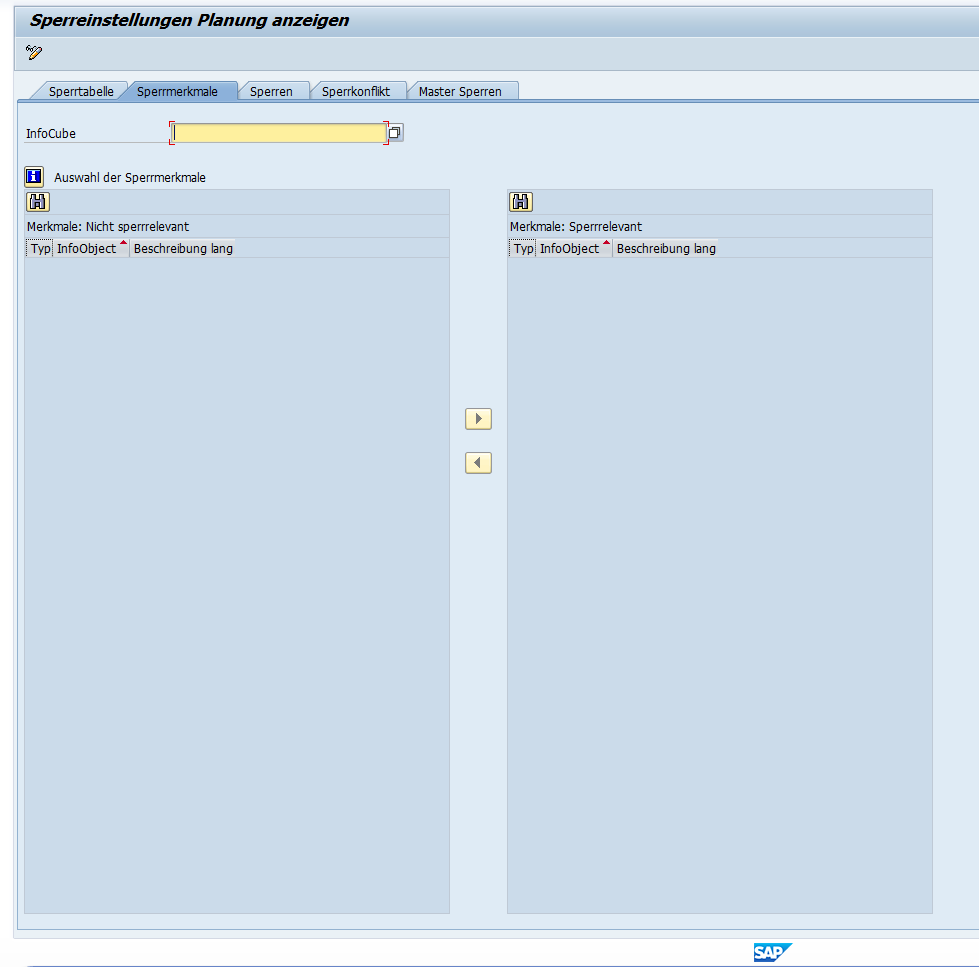 Sperreinstellungen Planung anzeigen
Sperrtabelle Sperrmerkmale Sperren Sperrkonflikt Master Sperren
InfoCube
Auswahl der Sperrmerkmale
Merkmale: Nicht sperrrelevant
Typ InfoObject Beschreibung lang
Merkmale: Sperrrelevant
Typ InfoObject Beschreibung lang
SAP